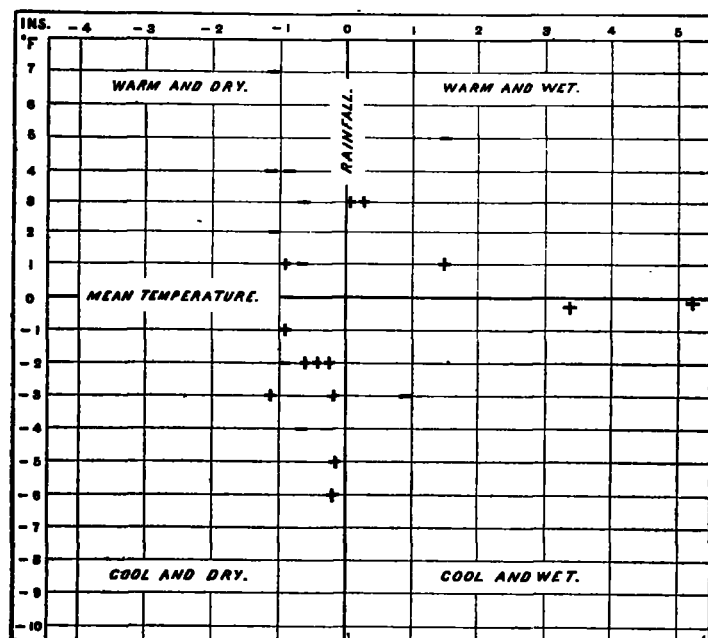 INS. -4 -3 -2 -1 0 1 2 3 4 5
°F
7
WARM AND DRY. WARM AND WET.
6
RAINFALL.
5
4
3
2
1
0 MEAN TEMPERATURE.
-1
-2
-3
-4
-5
-6
-7
-8
COOL AND DRY. COOL AND WET.
-9
-10